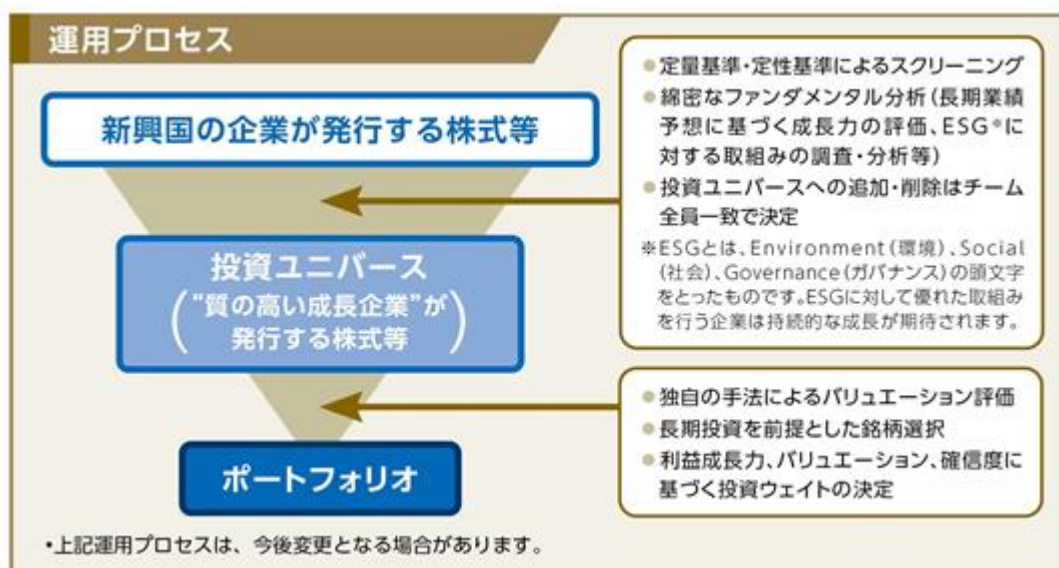 運用プロセス
新興国の企業が発行する株式等
●定量基準・定性基準によるスクリーニング
●綿密なファンダメンタル分析(長期業績
予想に基づく成長力の評価、ESG※に
対する取組みの調査・分析等)
●投資ユニバースへの追加・削除はチーム
全員一致で決定
※ESGとは、Environment(環境)、Social
(社会)、Governance(ガバナンス)の頭文字
をとったものです。ESGに対して優れた取組み
を行う企業は持続的な成長が期待されます。
投資ユニバース
(“質の高い成長企業”が
発行する株式等)
●独自の手法によるバリュエーション評価
●長期投資を前提とした銘柄選択
●利益成長力、バリュエーション、確信度に
基づく投資ウェイトの決定
ポートフォリオ
・上記運用プロセスは、今後変更となる場合があります。